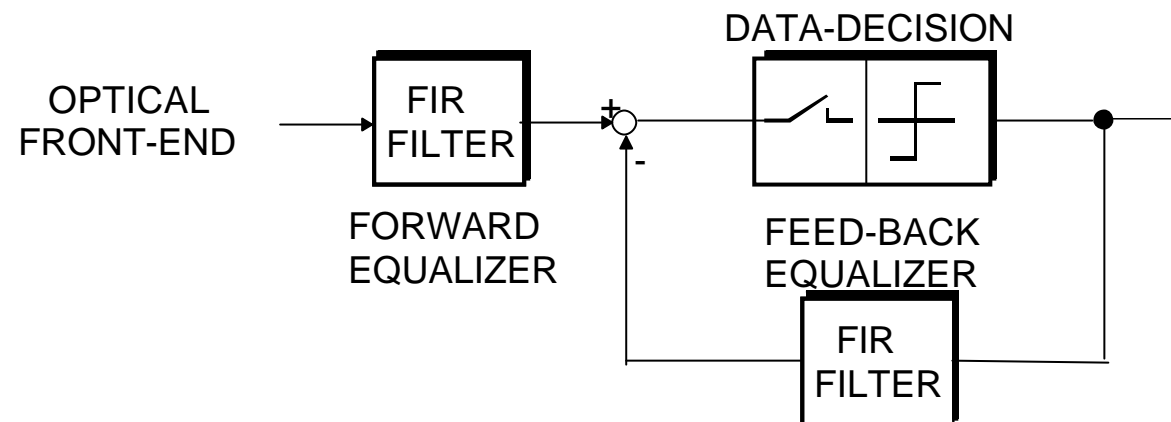 DATA-DECISION
OPTICAL
FRONT-END
FIR
FILTER
+
-
FORWARD
EQUALIZER
FEED-BACK
EQUALIZER
FIR
FILTER